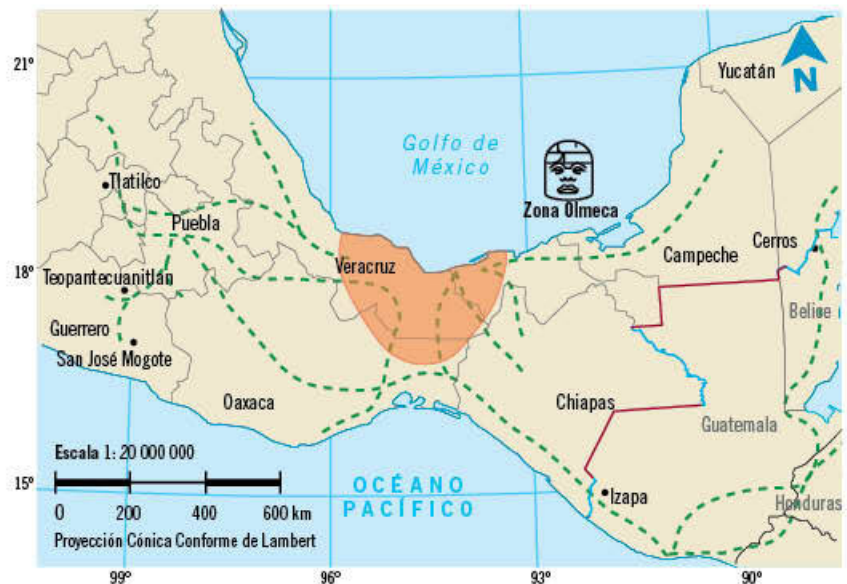 21°
Yucatán
N
Golfo de
México
Tlatilco
Zona Olmeca
Puebla
Cerros
Campeche
18°
Veracruz
Teopantecuanitlán
Belice
Guerrero
San José Mogote
Oaxaca
Chiapas
Guatemala
Escala 1: 20 000 000
15°
OCÉANO
PACÍFICO
Izapa
Honduras
0 200 400 600 km
Proyección Cónica Conforme de Lambert
99° 96° 93° 90°